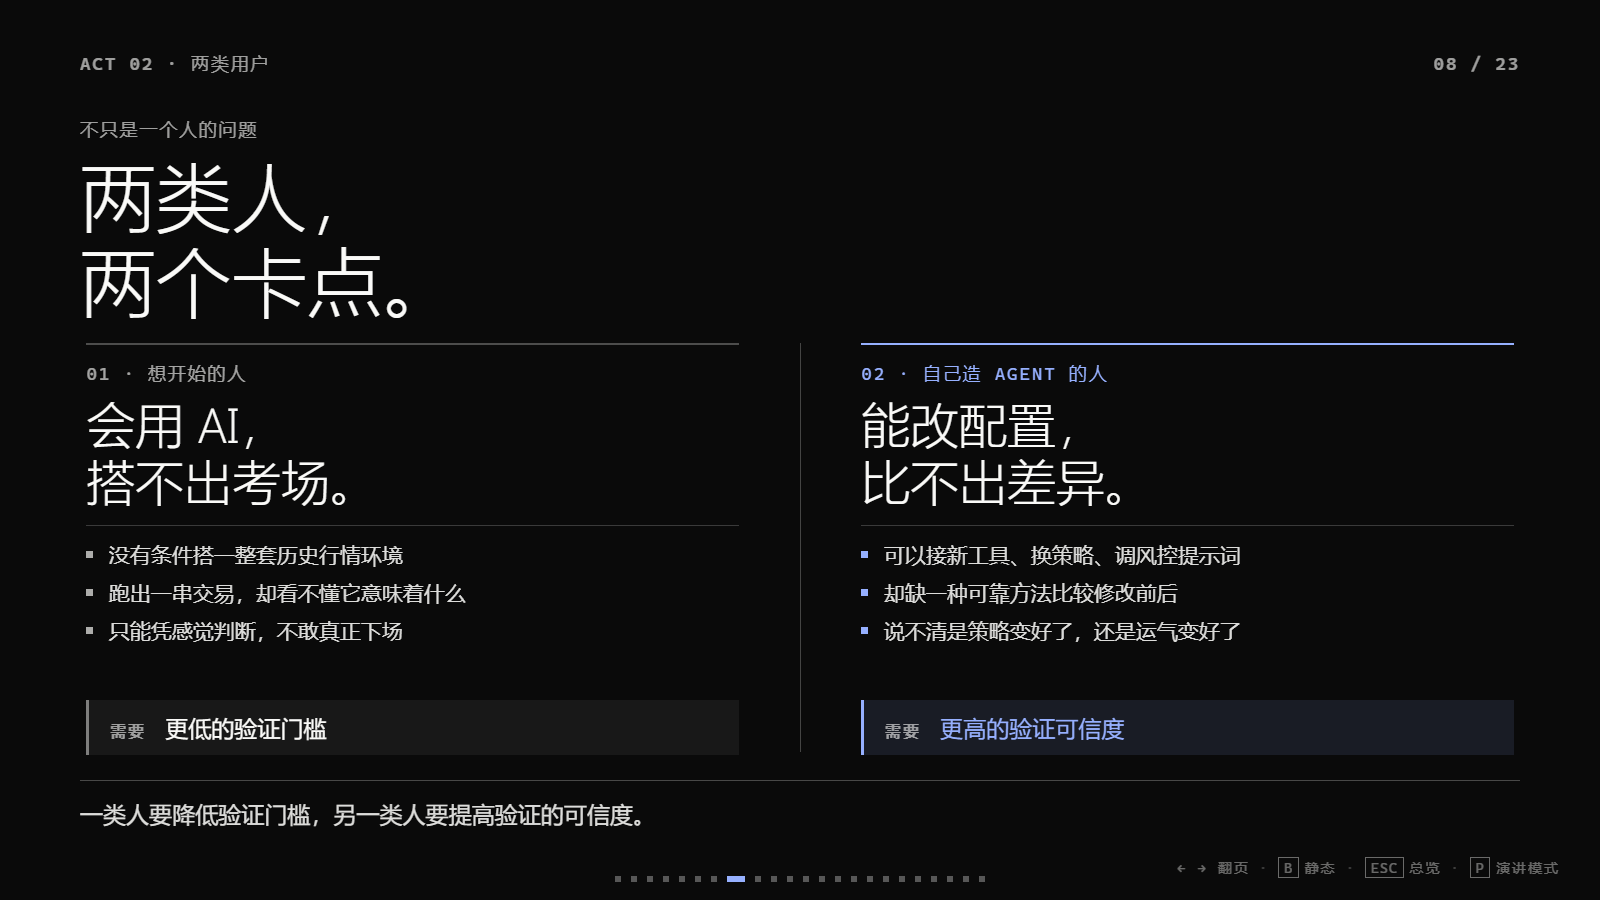 ACT 02 · 两类用户
08 / 23
不只是一个人的问题
两类人，
两个卡点。
01 · 想开始的人
会用 AI，
搭不出考场。
没有条件搭一整套历史行情环境
跑出一串交易，却看不懂它意味着什么
只能凭感觉判断，不敢真正下场
需要 更低的验证门槛
02 · 自己造 AGENT 的人
能改配置，
比不出差异。
可以接新工具、换策略、调风控提示词
却缺一种可靠方法比较修改前后
说不清是策略变好了，还是运气变好了
需要 更高的验证可信度
一类人要降低验证门槛，另一类人要提高验证的可信度。
← → 翻页 · B 静态 · ESC 总览 · P 演讲模式